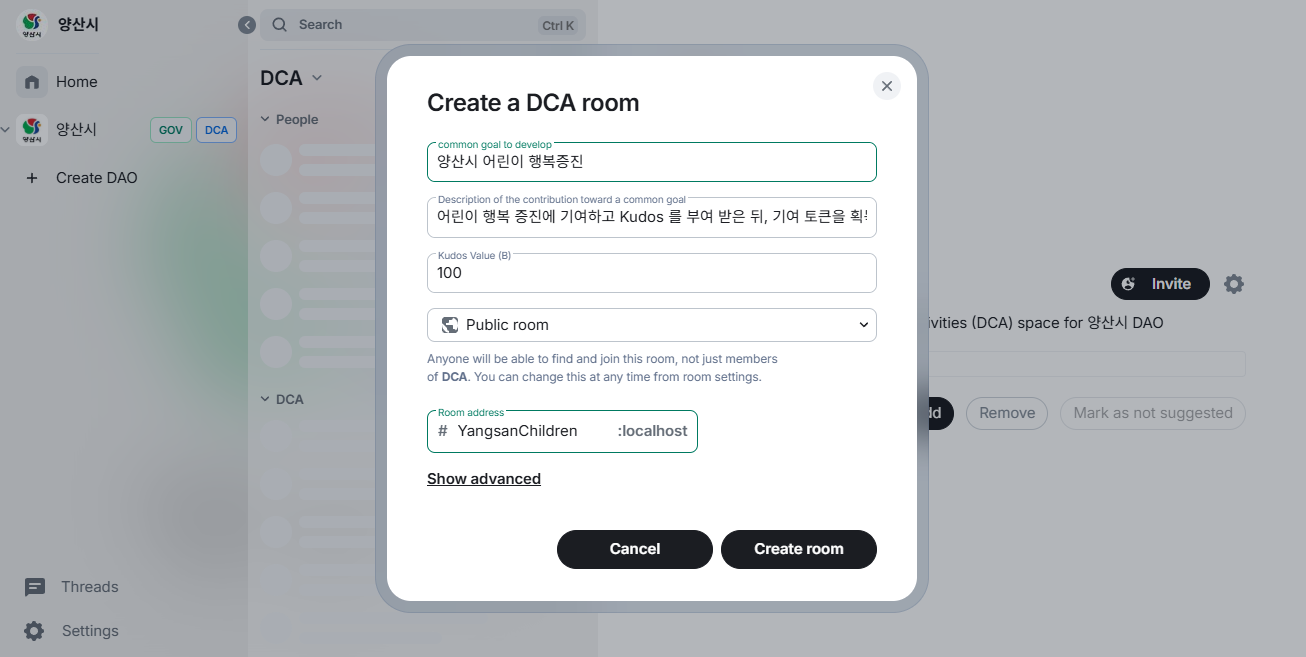 양산시
양산시
Search
Ctrl K
Home
양산시
양산시
GOV
DCA
Create DAO
DCA
People
DCA
Threads
Settings
Create a DCA room
common goal to develop
양산시 어린이 행복증진
Description of the contribution toward a common goal
어린이 행복 증진에 기여하고 Kudos 를 부여 받은 뒤, 기여 토큰을
Kudos Value (B)
100
Public room
Anyone will be able to find and join this room, not just members
of DCA. You can change this at any time from room settings.
Room address
# YangsanChildren :localhost
Show advanced
Cancel
Create room
Invite
(DCA) space for 양산시 DAO
Remove
Mark as not suggested